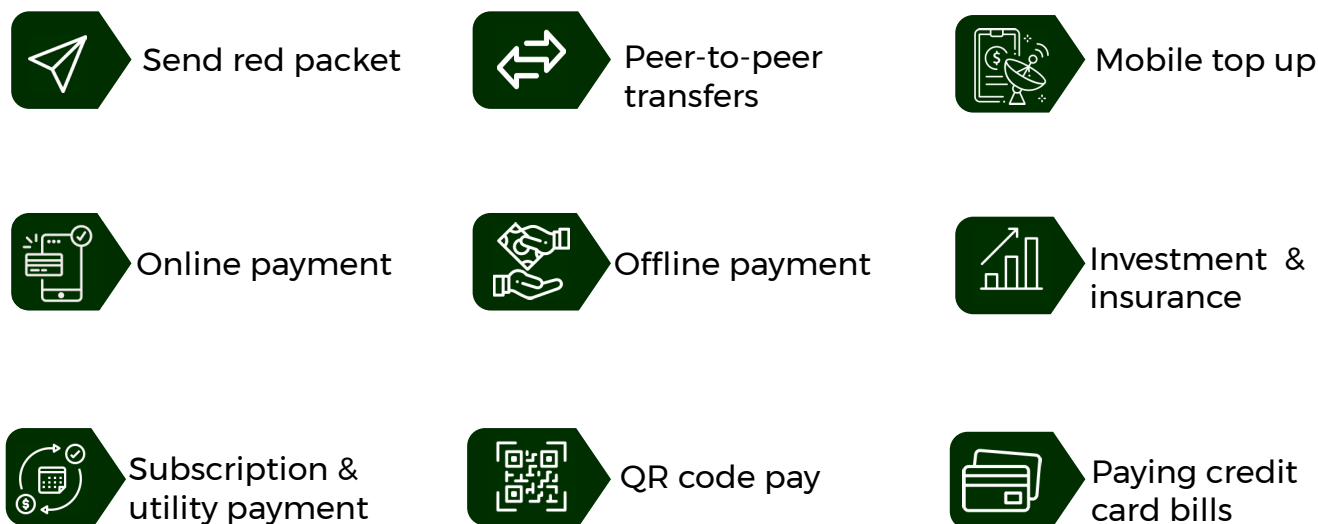 Send red packet
Peer-to-peer
transfers
Mobile top up
Online payment
Offline payment
Investment & 
insurance
Subscription &
utility payment
QR code pay
Paying credit
card bills